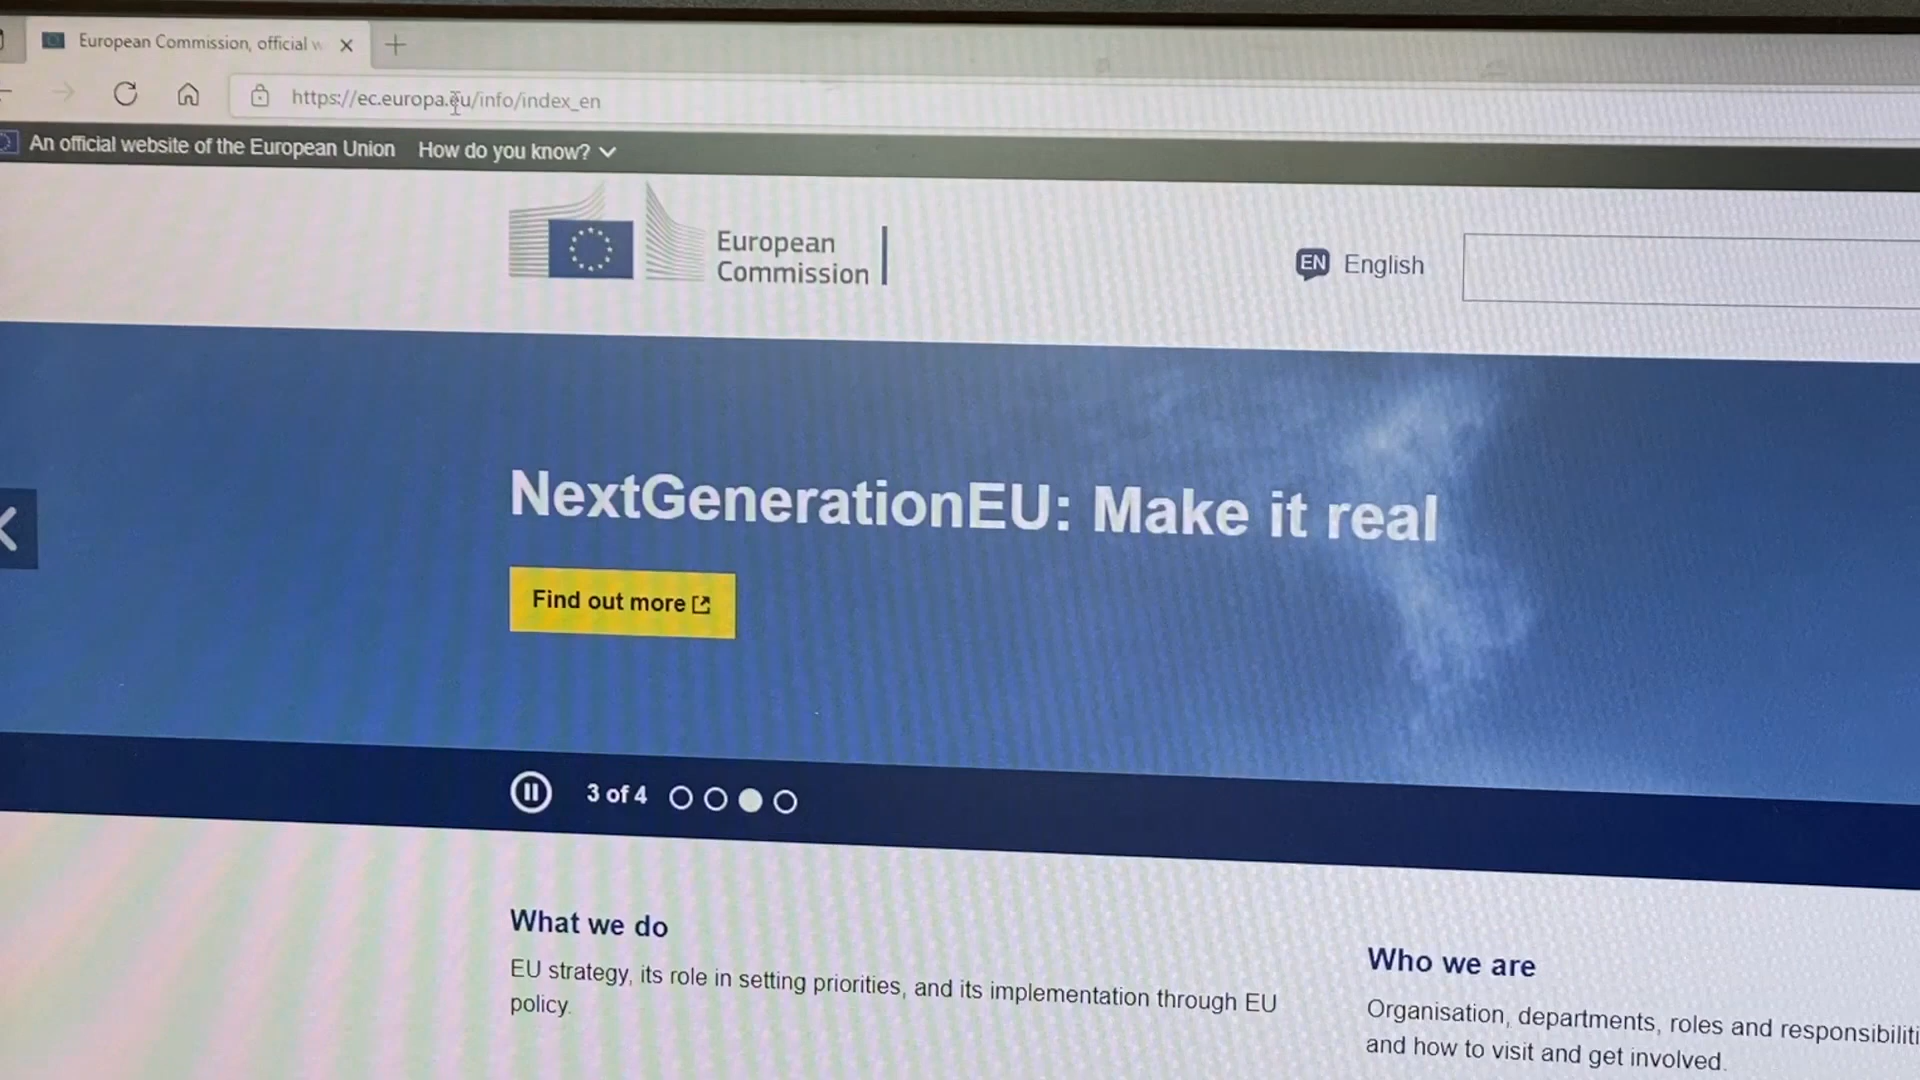 European Commission, official
https://ec.europa.eu/info/index_en
An official website of the European Union How do you know?
European
Commission
EN English
NextGenerationEU: Make it real
Find out more
3 of 4
What we do
EU strategy, its role in setting priorities, and its implementation through EU
policy.
Who we are
Organisation, departments, roles and responsibiliti
and how to visit and get involved.